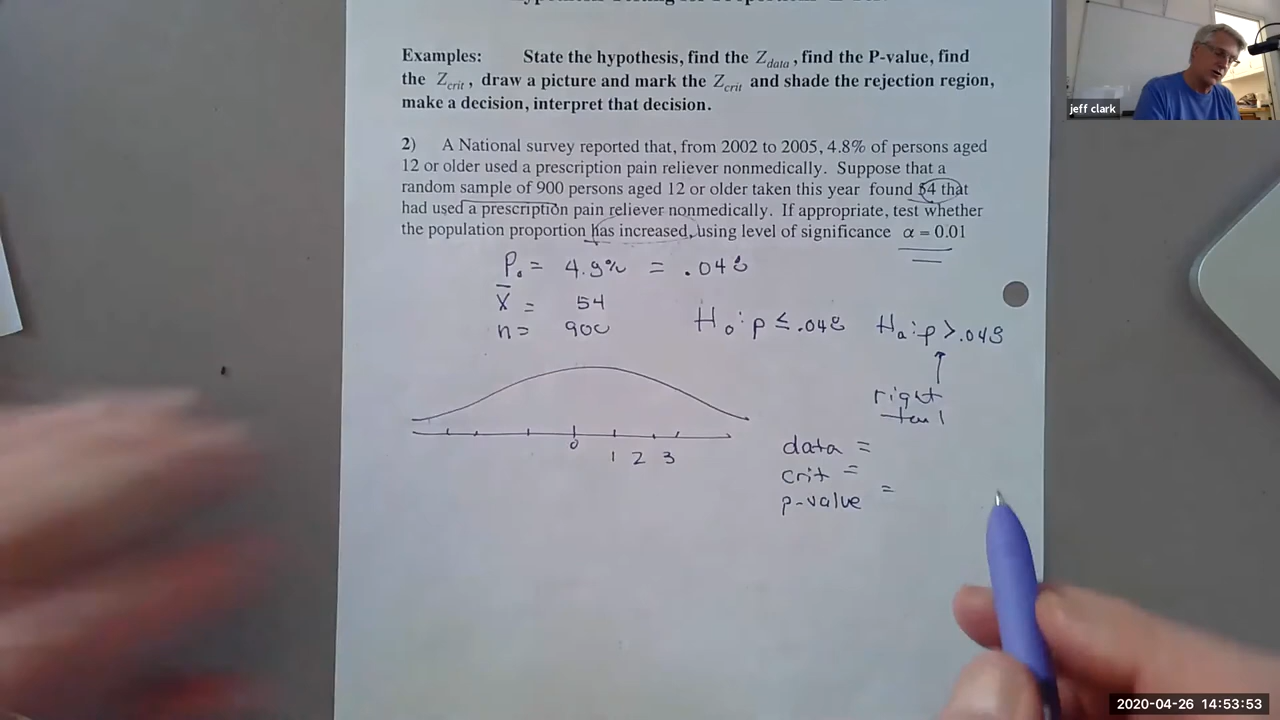 Examples: State the hypothesis, find the Zdata, find the P-value, find
the Zcrit, draw a picture and mark the Zcrit and shade the rejection region,
make a decision, interpret that decision.
2) A National survey reported that, from 2002 to 2005, 4.8% of persons aged
12 or older used a prescription pain reliever nonmedically. Suppose that a
random sample of 900 persons aged 12 or older taken this year found 54 that
had used a prescription pain reliever nonmedically. If appropriate, test whether
the population proportion has increased, using level of significance α = 0.01
P₀ = 4.8% = .048
X = 54
n = 900
H₀: p ≤ .048 Hₐ: p > .048
right
tail
0
1 2 3
data =
crit =
p-value =
jeff clark
2020-04-26 14:53:53